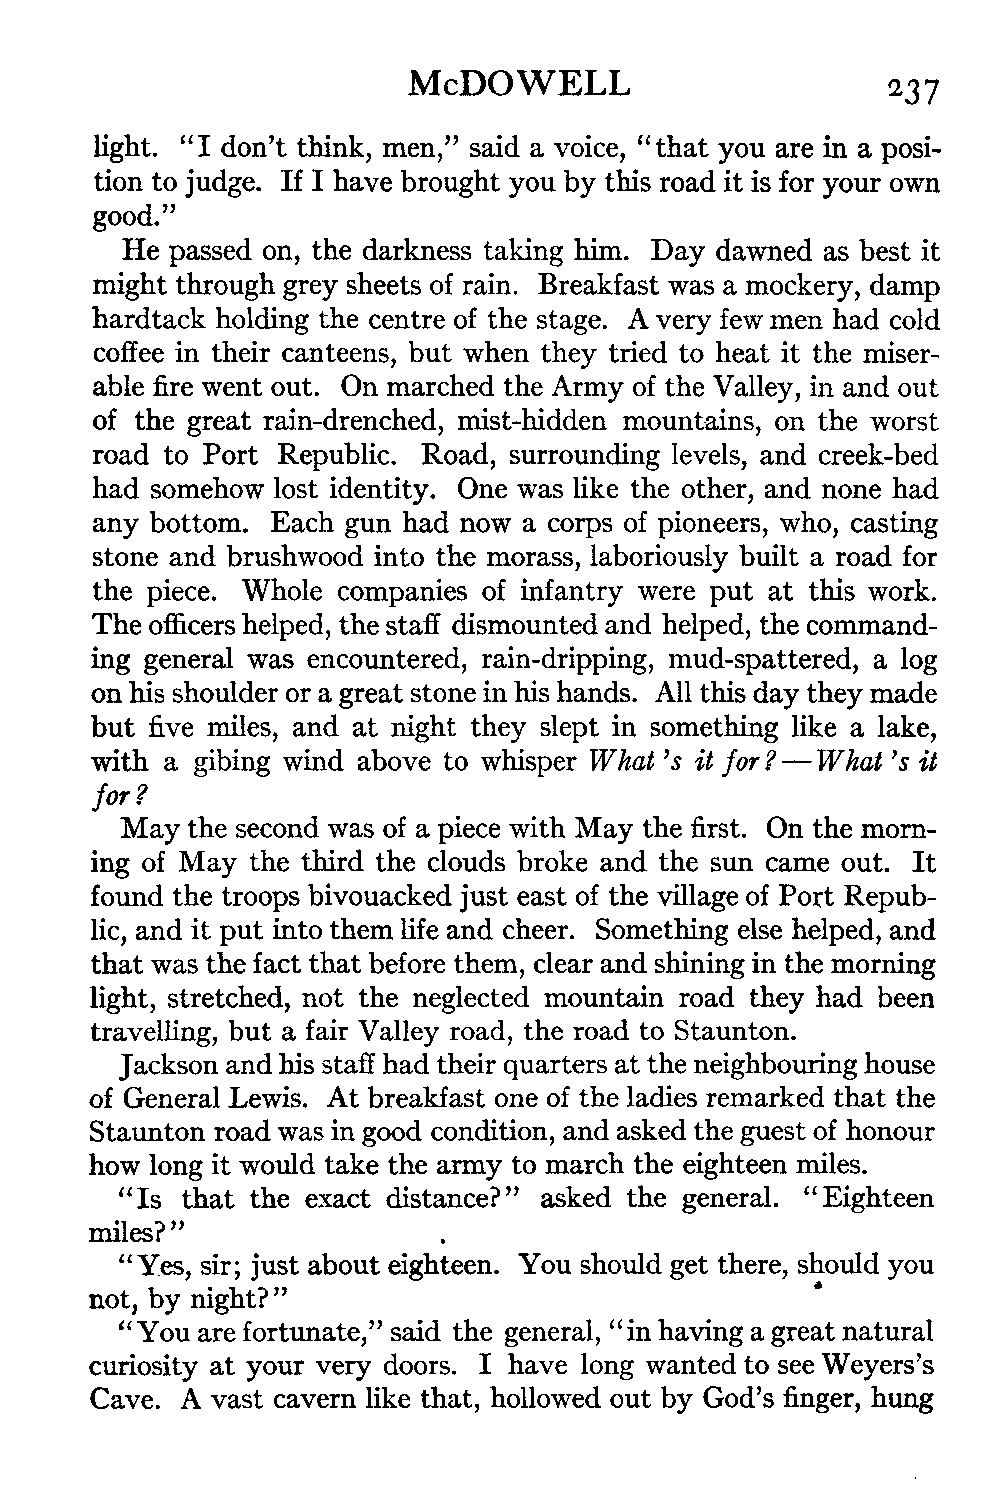 McDOWELL 237
light. "I don't think, men," said a voice, "that you are in a posi-
tion to judge. If I have brought you by this road it is for your own
good."
He passed on, the darkness taking him. Day dawned as best it
might through grey sheets of rain. Breakfast was a mockery, damp
hardtack holding the centre of the stage. A very few men had cold
coffee in their canteens, but when they tried to heat it the miser-
able fire went out. On marched the Army of the Valley, in and out
of the great rain-drenched, mist-hidden mountains, on the worst
road to Port Republic. Road, surrounding levels, and creek-bed
had somehow lost identity. One was like the other, and none had
any bottom. Each gun had now a corps of pioneers, who, casting
stone and brushwood into the morass, laboriously built a road for
the piece. Whole companies of infantry were put at this work.
The officers helped, the staff dismounted and helped, the command-
ing general was encountered, rain-dripping, mud-spattered, a log
on his shoulder or a great stone in his hands. All this day they made
but five miles, and at night they slept in something like a lake,
with a gibing wind above to whisper What 's it for? — What 's it
for?
May the second was of a piece with May the first. On the morn-
ing of May the third the clouds broke and the sun came out. It
found the troops bivouacked just east of the village of Port Repub-
lic, and it put into them life and cheer. Something else helped, and
that was the fact that before them, clear and shining in the morning
light, stretched, not the neglected mountain road they had been
travelling, but a fair Valley road, the road to Staunton.
Jackson and his staff had their quarters at the neighbouring house
of General Lewis. At breakfast one of the ladies remarked that the
Staunton road was in good condition, and asked the guest of honour
how long it would take the army to march the eighteen miles.
"Is that the exact distance?" asked the general. "Eighteen
miles?"
"Yes, sir; just about eighteen. You should get there, should you
not, by night?"
"You are fortunate," said the general, "in having a great natural
curiosity at your very doors. I have long wanted to see Weyers's
Cave. A vast cavern like that, hollowed out by God's finger, hung